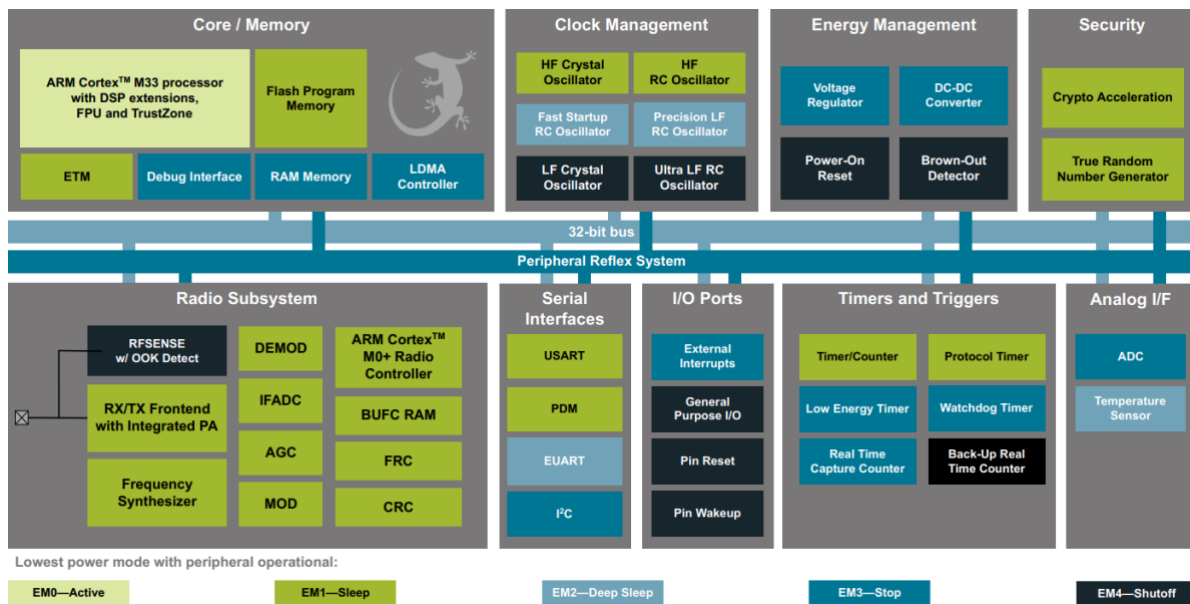 Core / Memory
ARM Cortex™ M33 processor
with DSP extensions,
FPU and TrustZone
Flash Program
Memory
ETM
Debug Interface
RAM Memory
LDMA
Controller
Clock Management
HF Crystal
Oscillator
HF
RC Oscillator
Fast Startup
RC Oscillator
Precision LF
RC Oscillator
LF Crystal
Oscillator
Ultra LF RC
Oscillator
Energy Management
Voltage
Regulator
DC-DC
Converter
Power-On
Reset
Brown-Out
Detector
Security
Crypto Acceleration
True Random
Number Generator
32-bit bus
Peripheral Reflex System
Radio Subsystem
RFSENSE
w/ OOK Detect
RX/TX Frontend
with Integrated PA
Frequency
Synthesizer
DEMOD
IFADC
AGC
MOD
ARM Cortex™
M0+ Radio
Controller
BUFC RAM
FRC
CRC
Serial
Interfaces
USART
PDM
EUART
I²C
I/O Ports
External
Interrupts
General
Purpose I/O
Pin Reset
Pin Wakeup
Timers and Triggers
Timer/Counter
Protocol Timer
Low Energy Timer
Watchdog Timer
Real Time
Capture Counter
Back-Up Real
Time Counter
Analog I/F
ADC
Temperature
Sensor
Lowest power mode with peripheral operational:
EM0—Active
EM1—Sleep
EM2—Deep Sleep
EM3—Stop
EM4—Shutoff